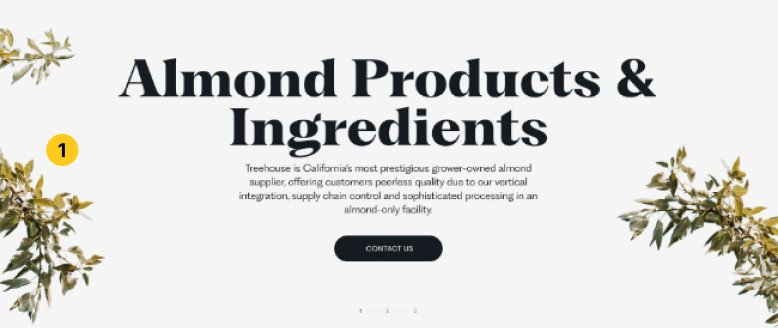 Almond Products &
Ingredients
1
Treehouse is California's most prestigious grower-owned almond
supplier, offering customers peerless quality due to our vertical
integration, supply chain control and sophisticated processing in an
almond-only facility.
CONTACT US
1 2 3